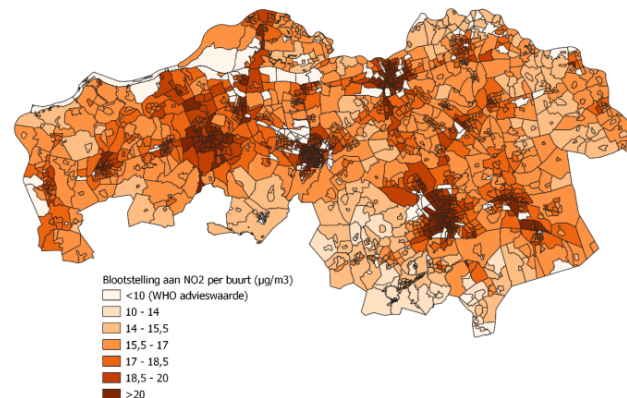 Blootstelling aan NO2 per buurt (µg/m3)
<10 (WHO advieswaarde)
10 - 14
14 - 15,5
15,5 - 17
17 - 18,5
18,5 - 20
>20